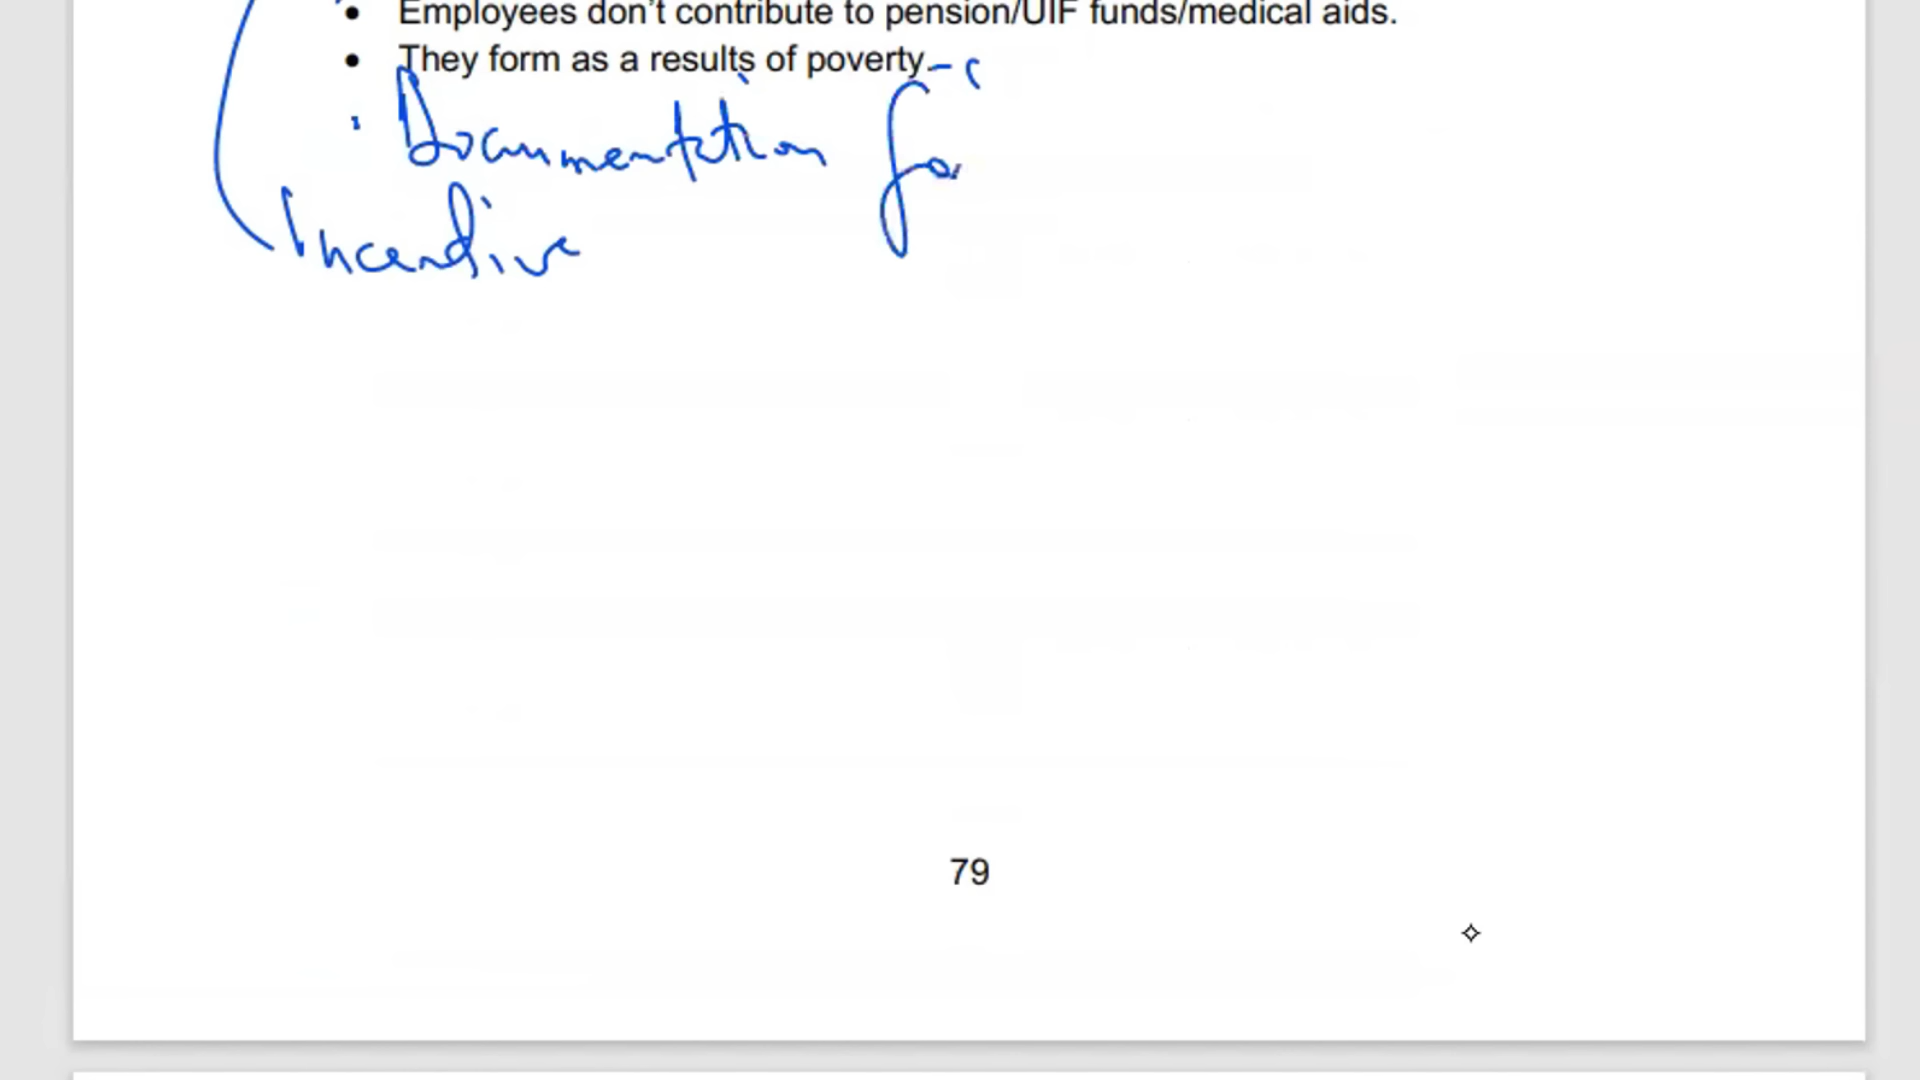 • Employees don't contribute to pension/UIF funds/medical aids.
• They form as a results of poverty.
Documentation for
Incentive
79